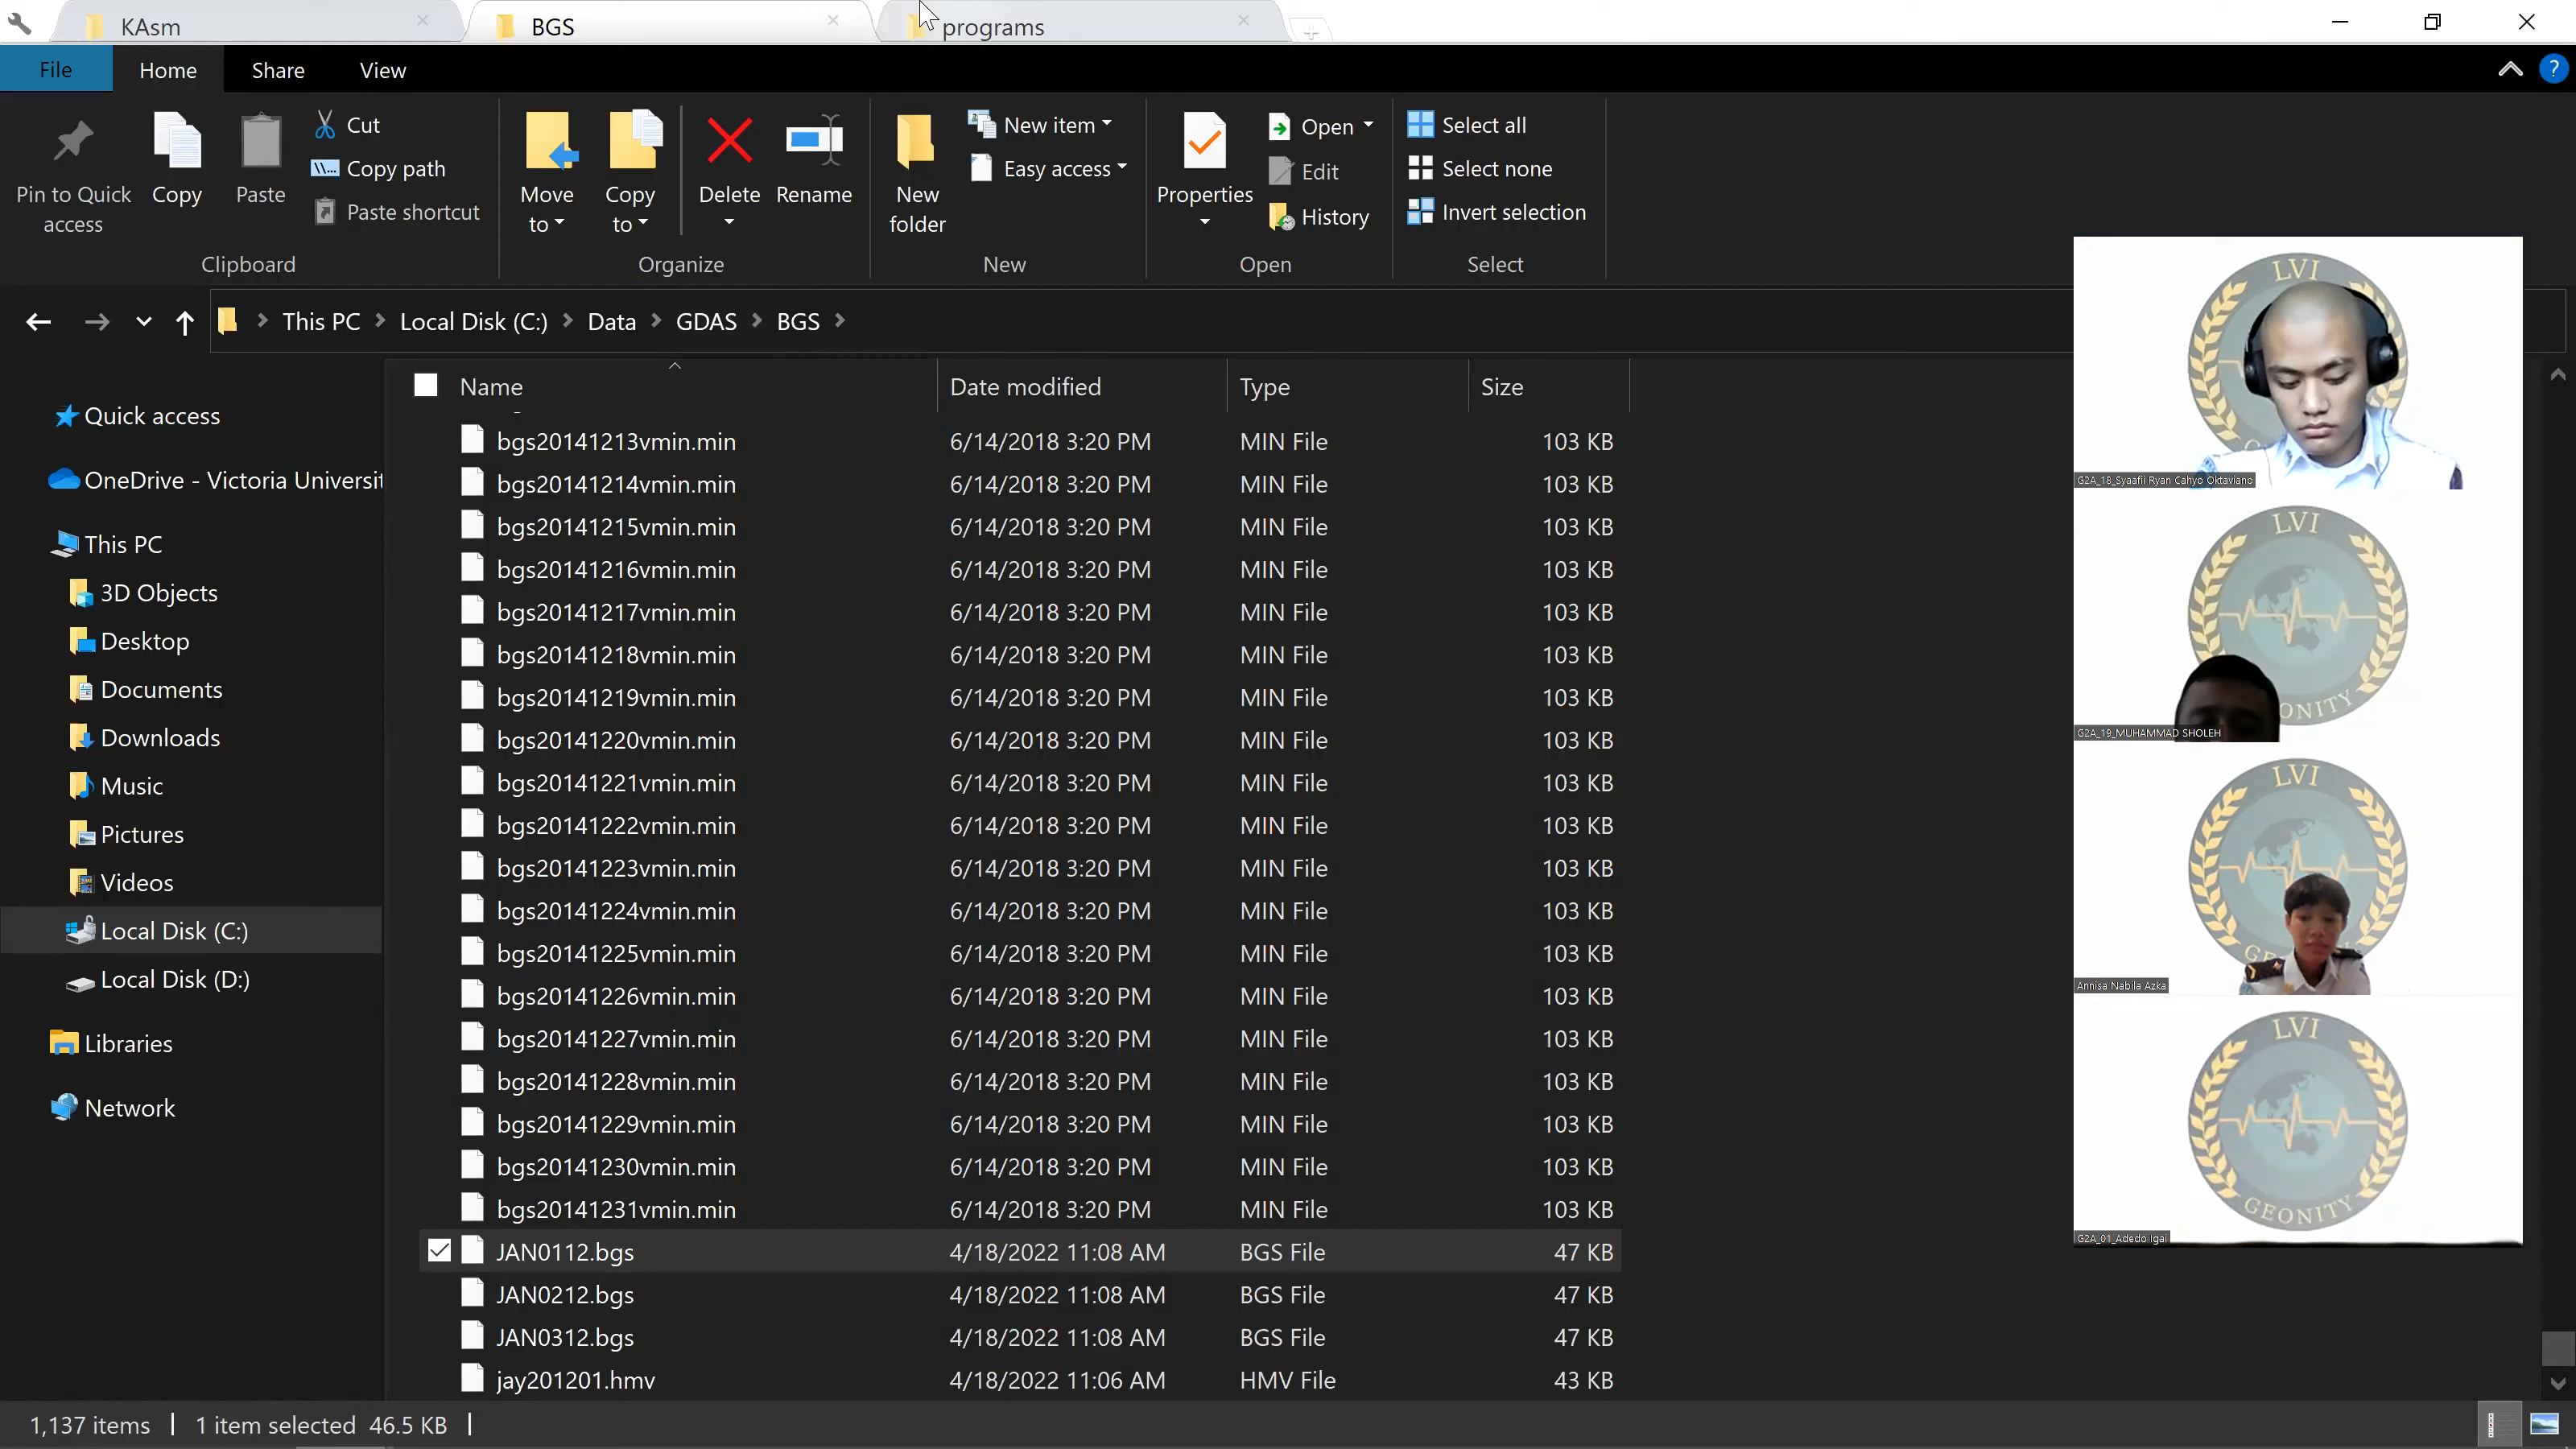 KAsm
BGS
programs
File
Home
Share
View
Pin to Quick
access
Copy
Paste
Cut
Copy path
Paste shortcut
Clipboard
Move
to
Copy
to
Delete
Rename
Organize
New
folder
New item
Easy access
New
Properties
Open
Edit
History
Open
Select all
Select none
Invert selection
Select
This PC
Local Disk (C:)
Data
GDAS
BGS
Quick access
OneDrive - Victoria Universit
This PC
3D Objects
Desktop
Documents
Downloads
Music
Pictures
Videos
Local Disk (C:)
Local Disk (D:)
Libraries
Network
Name Date modified Type Size
bgs20141213vmin.min 6/14/2018 3:20 PM MIN File 103 KB
bgs20141214vmin.min 6/14/2018 3:20 PM MIN File 103 KB
bgs20141215vmin.min 6/14/2018 3:20 PM MIN File 103 KB
bgs20141216vmin.min 6/14/2018 3:20 PM MIN File 103 KB
bgs20141217vmin.min 6/14/2018 3:20 PM MIN File 103 KB
bgs20141218vmin.min 6/14/2018 3:20 PM MIN File 103 KB
bgs20141219vmin.min 6/14/2018 3:20 PM MIN File 103 KB
bgs20141220vmin.min 6/14/2018 3:20 PM MIN File 103 KB
bgs20141221vmin.min 6/14/2018 3:20 PM MIN File 103 KB
bgs20141222vmin.min 6/14/2018 3:20 PM MIN File 103 KB
bgs20141223vmin.min 6/14/2018 3:20 PM MIN File 103 KB
bgs20141224vmin.min 6/14/2018 3:20 PM MIN File 103 KB
bgs20141225vmin.min 6/14/2018 3:20 PM MIN File 103 KB
bgs20141226vmin.min 6/14/2018 3:20 PM MIN File 103 KB
bgs20141227vmin.min 6/14/2018 3:20 PM MIN File 103 KB
bgs20141228vmin.min 6/14/2018 3:20 PM MIN File 103 KB
bgs20141229vmin.min 6/14/2018 3:20 PM MIN File 103 KB
bgs20141230vmin.min 6/14/2018 3:20 PM MIN File 103 KB
bgs20141231vmin.min 6/14/2018 3:20 PM MIN File 103 KB
JAN0112.bgs 4/18/2022 11:08 AM BGS File 47 KB
JAN0212.bgs 4/18/2022 11:08 AM BGS File 47 KB
JAN0312.bgs 4/18/2022 11:08 AM BGS File 47 KB
jay201201.hmv 4/18/2022 11:06 AM HMV File 43 KB
1,137 items 1 item selected 46.5 KB
LVI
G2A_18_Syaafii Ryan Cahyo Oktaviano
LVI
ONITY
G2A_19_MUHAMMAD SHOLEH
LVI
Annisa Nabila Azka
LVI
GEONITY
G2A_01_Adedo Igai